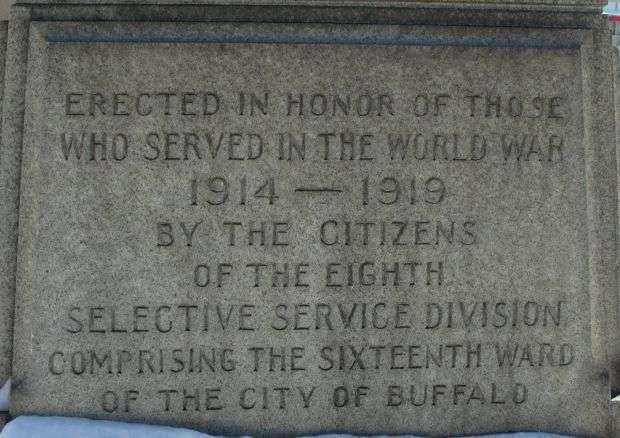 ERECTED IN HONOR OF THOSE
WHO SERVED IN THE WORLD WAR
1914 — 1919
BY THE CITIZENS
OF THE EIGHTH
SELECTIVE SERVICE DIVISION
COMPRISING THE SIXTEENTH WARD
OF THE CITY OF BUFFALO